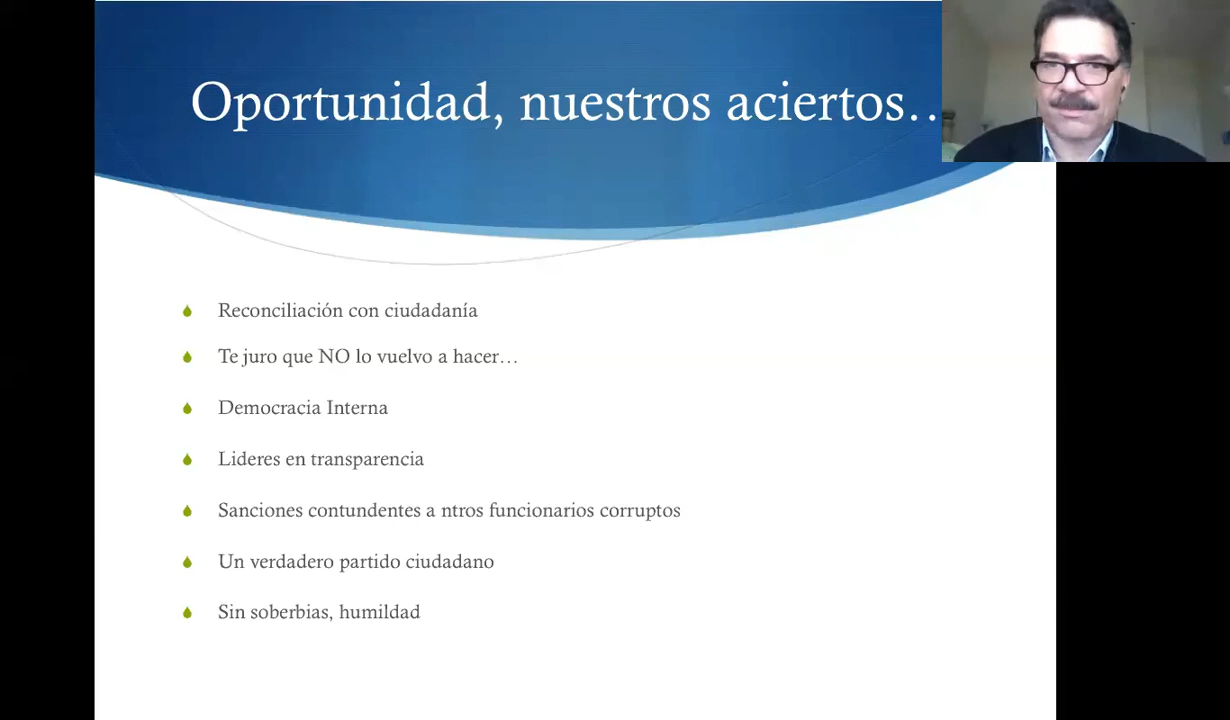 Oportunidad, nuestros aciertos…
Reconciliación con ciudadanía
Te juro que NO lo vuelvo a hacer…
Democracia Interna
Lideres en transparencia
Sanciones contundentes a ntros funcionarios corruptos
Un verdadero partido ciudadano
Sin soberbias, humildad